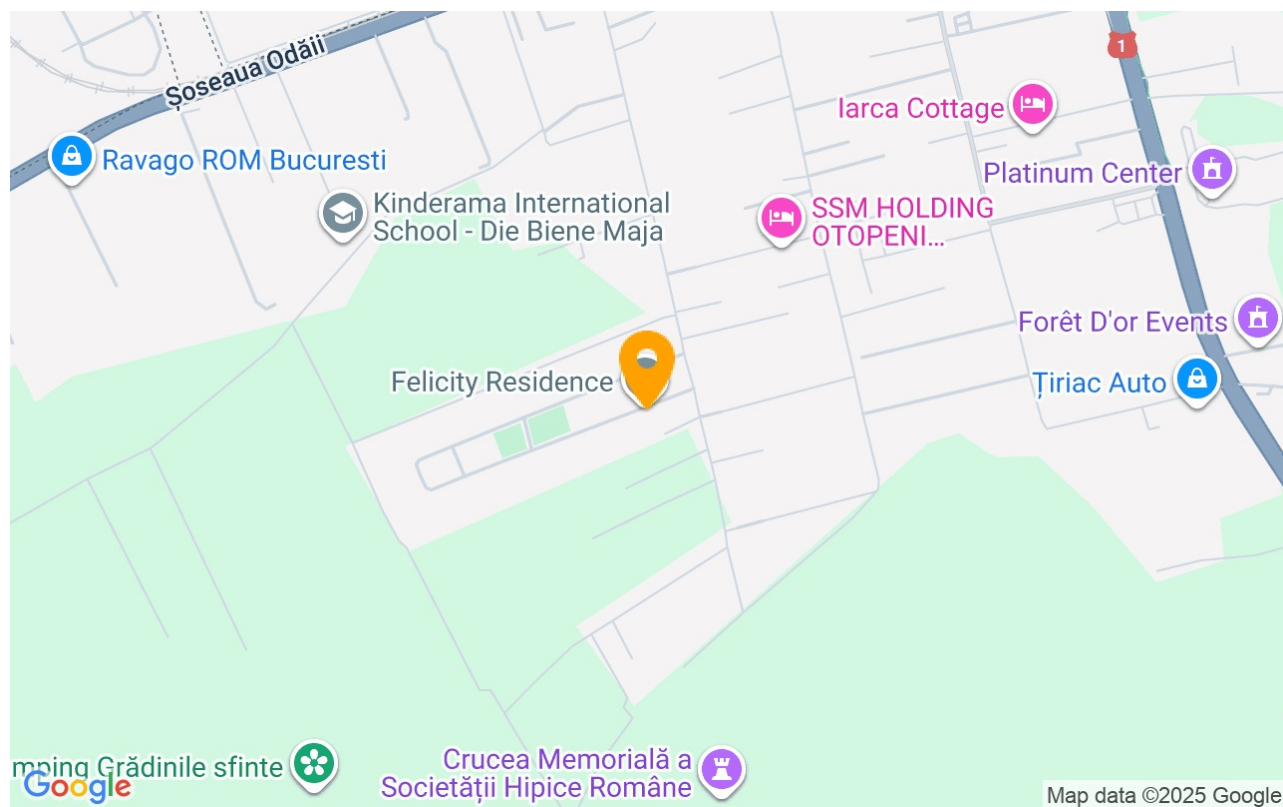 Șoseaua Odăii
1
Iarca Cottage
Ravago ROM Bucuresti
Platinum Center
Kinderama International
School - Die Biene Maja
SSM HOLDING
OTOPENI...
Forêt D'or Events
Felicity Residence
Țiriac Auto
mping Grădinile sfinte
Crucea Memorială a
Societății Hipice Române
Google
Map data ©2025 Google